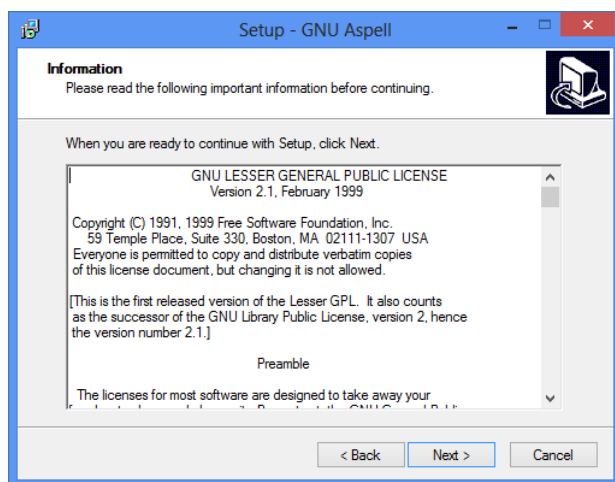 Setup - GNU Aspell
Information
Please read the following important information before continuing.
When you are ready to continue with Setup, click Next.
GNU LESSER GENERAL PUBLIC LICENSE
Version 2.1, February 1999
Copyright (C) 1991, 1999 Free Software Foundation, Inc.
59 Temple Place, Suite 330, Boston, MA 02111-1307 USA
Everyone is permitted to copy and distribute verbatim copies
of this license document, but changing it is not allowed.
[This is the first released version of the Lesser GPL. It also counts
as the successor of the GNU Library Public License, version 2, hence
the version number 2.1.]
Preamble
The licenses for most software are designed to take away your
< Back
Next >
Cancel